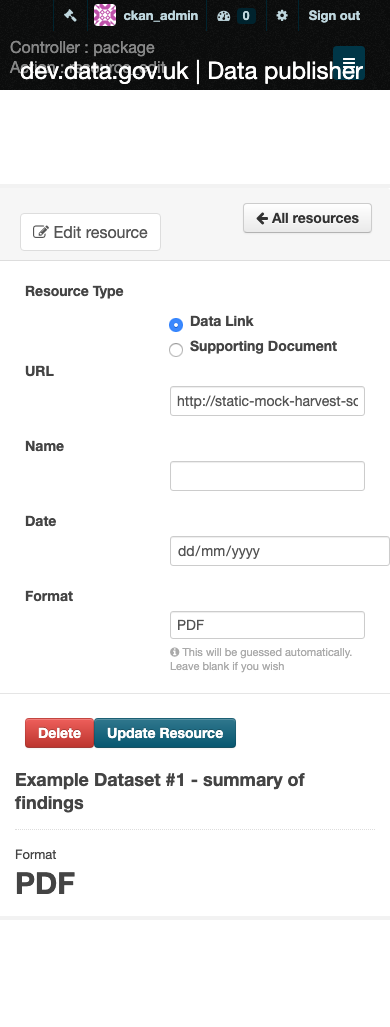 ckan_admin 0 Sign out
Controller : package
Action : resource_edit
dev.data.gov.uk | Data publisher
Edit resource
All resources
Resource Type
Data Link
Supporting Document
URL
http://static-mock-harvest-sc
Name
Date
dd/mm/yyyy
Format
PDF
This will be guessed automatically.
Leave blank if you wish
Delete Update Resource
Example Dataset #1 - summary of
findings
Format
PDF